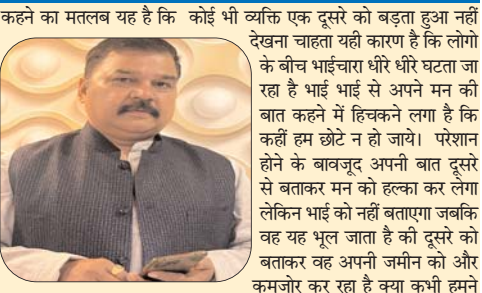 कहने का मतलब यह है कि कोई भी व्यक्ति एक दूसरे को बड़ता हुआ नहीं
देखना चाहता यही कारण है कि लोगो
के बीच भाईचारा धीरे धीरे घटता जा
रहा है भाई भाई से अपने मन की
बात कहने में हिचकने लगा है कि
कहीं हम छोटे न हो जाये। परेशान
होने के बावजूद अपनी बात दूसरे
से बताकर मन को हल्का कर लेगा
लेकिन भाई को नहीं बताएगा जबकि
वह यह भूल जाता है की दूसरे को
बताकर वह अपनी जमीन को और
कमजोर कर रहा है क्या कभी हमने